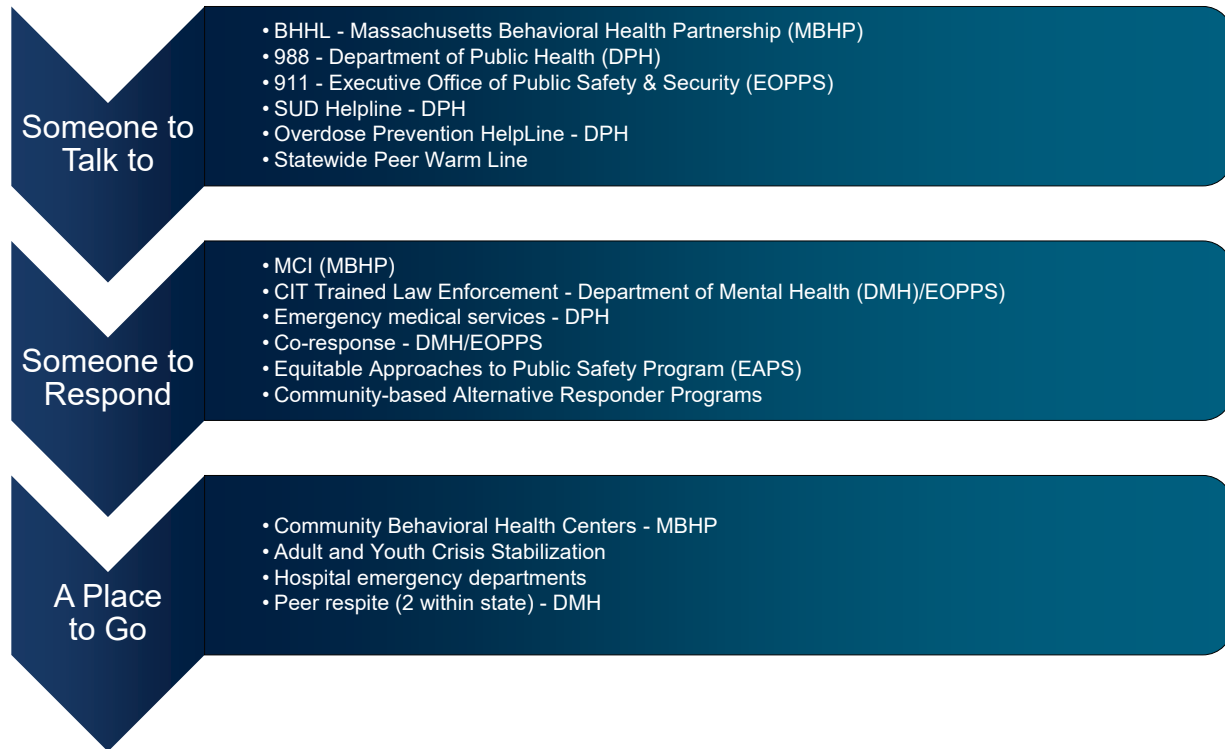 Someone to
Talk to
• BHHL - Massachusetts Behavioral Health Partnership (MBHP)
• 988 - Department of Public Health (DPH)
• 911 - Executive Office of Public Safety & Security (EOPPS)
• SUD Helpline - DPH
• Overdose Prevention HelpLine - DPH
• Statewide Peer Warm Line
Someone to
Respond
• MCI (MBHP)
• CIT Trained Law Enforcement - Department of Mental Health (DMH)/EOPPS)
• Emergency medical services - DPH
• Co-response - DMH/EOPPS
• Equitable Approaches to Public Safety Program (EAPS)
• Community-based Alternative Responder Programs
A Place
to Go
• Community Behavioral Health Centers - MBHP
• Adult and Youth Crisis Stabilization
• Hospital emergency departments
• Peer respite (2 within state) - DMH